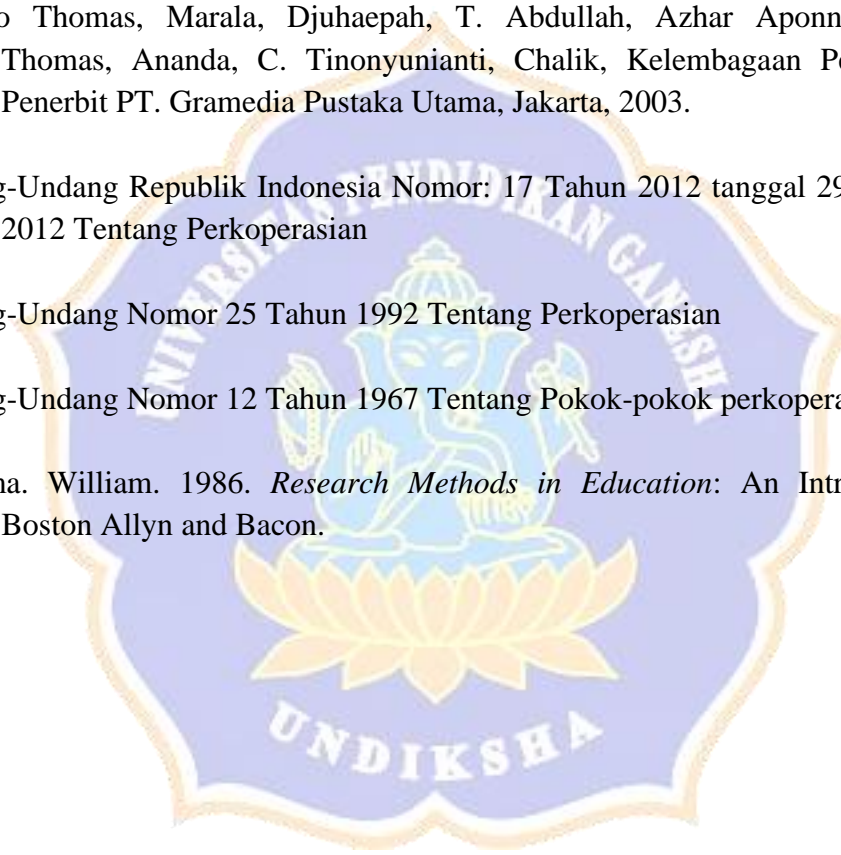 o Thomas, Marala, Djuhaepah, T. Abdullah, Azhar Aponn
Thomas, Ananda, C. Tinonyunianti, Chalik, Kelembagaan Pe
Penerbit PT. Gramedia Pustaka Utama, Jakarta, 2003.
g-Undang Republik Indonesia Nomor: 17 Tahun 2012 tanggal 29
2012 Tentang Perkoperasian
g-Undang Nomor 25 Tahun 1992 Tentang Perkoperasian
g-Undang Nomor 12 Tahun 1967 Tentang Pokok-pokok perkopera
na. William. 1986. Research Methods in Education: An Intr
Boston Allyn and Bacon.
UNIVERSITAS PENDIDIKAN GANESHA
UNDIKSHA